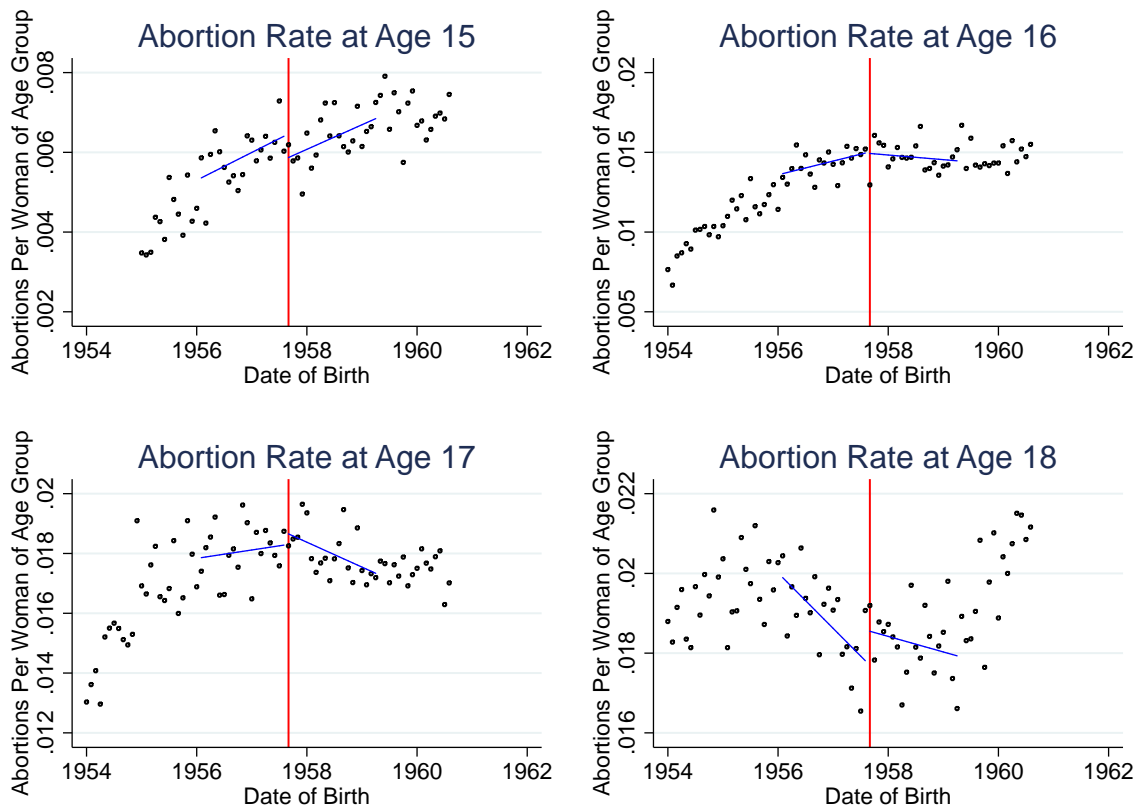 Abortion Rate at Age 15
Abortions Per Woman of Age Group
.002 .004 .006 .008
1954 1956 1958 1960 1962
Date of Birth
Abortion Rate at Age 16
Abortions Per Woman of Age Group
.005 .01 .015 .02
1954 1956 1958 1960 1962
Date of Birth
Abortion Rate at Age 17
Abortions Per Woman of Age Group
.012 .014 .016 .018 .02
1954 1956 1958 1960 1962
Date of Birth
Abortion Rate at Age 18
Abortions Per Woman of Age Group
.016 .018 .02 .022
1954 1956 1958 1960 1962
Date of Birth